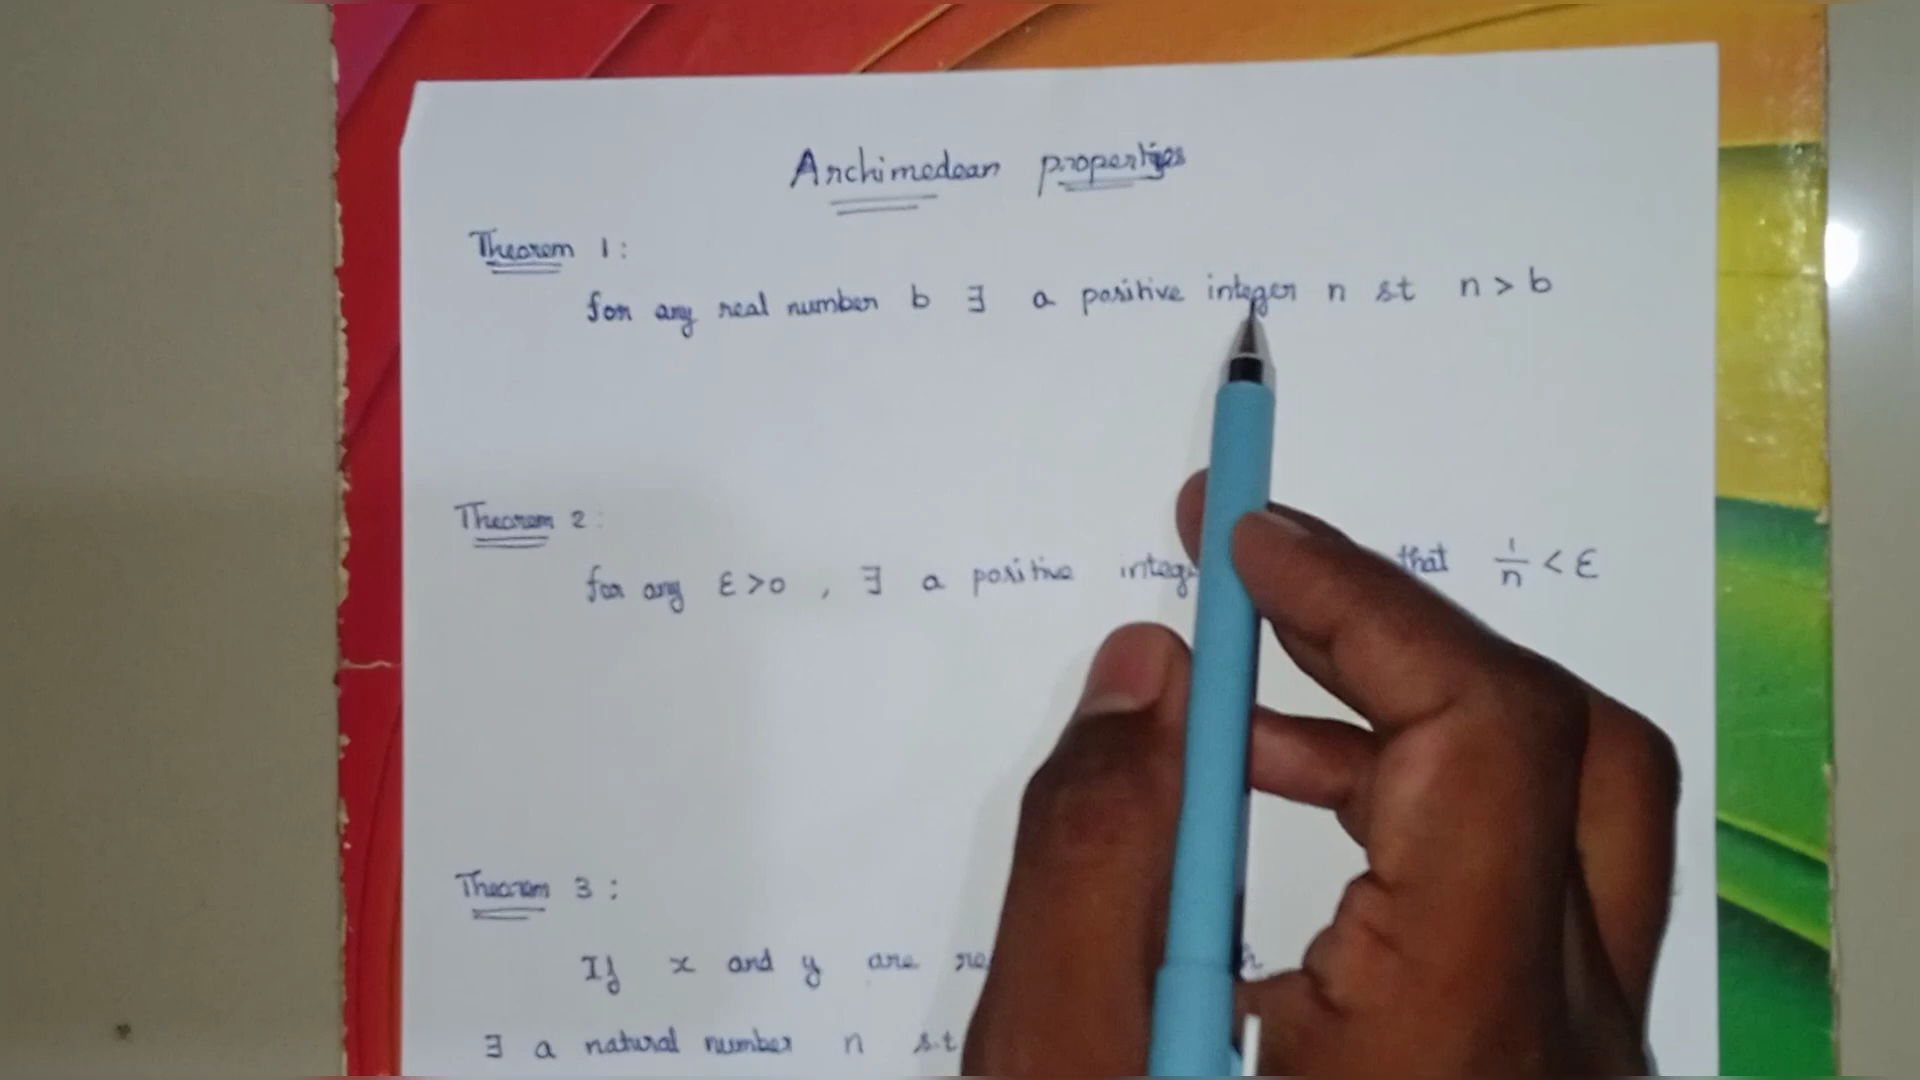 Archimedean properties
Theorem 1:
for any real number b ∃ a positive integer n s.t n > b
Theorem 2:
for any ε > 0 , ∃ a positive that 1/n < ε
Theorem 3 :
If x and y are
∃ a natural number n s.t